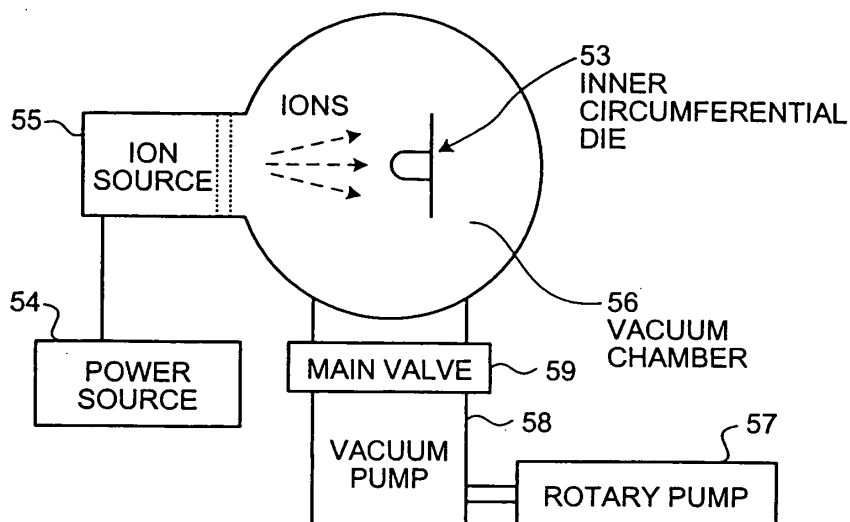 53
INNER
CIRCUMFERENTIAL
DIE
IONS
55
ION
SOURCE
54
POWER
SOURCE
56
VACUUM
CHAMBER
MAIN VALVE
59
58
VACUUM
PUMP
57
ROTARY PUMP